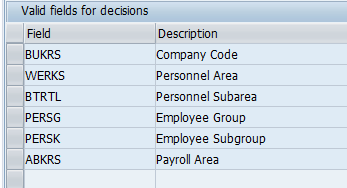 Valid fields for decisions
Field Description
BUKRS Company Code
WERKS Personnel Area
BTRTL Personnel Subarea
PERSG Employee Group
PERSK Employee Subgroup
ABKRS Payroll Area